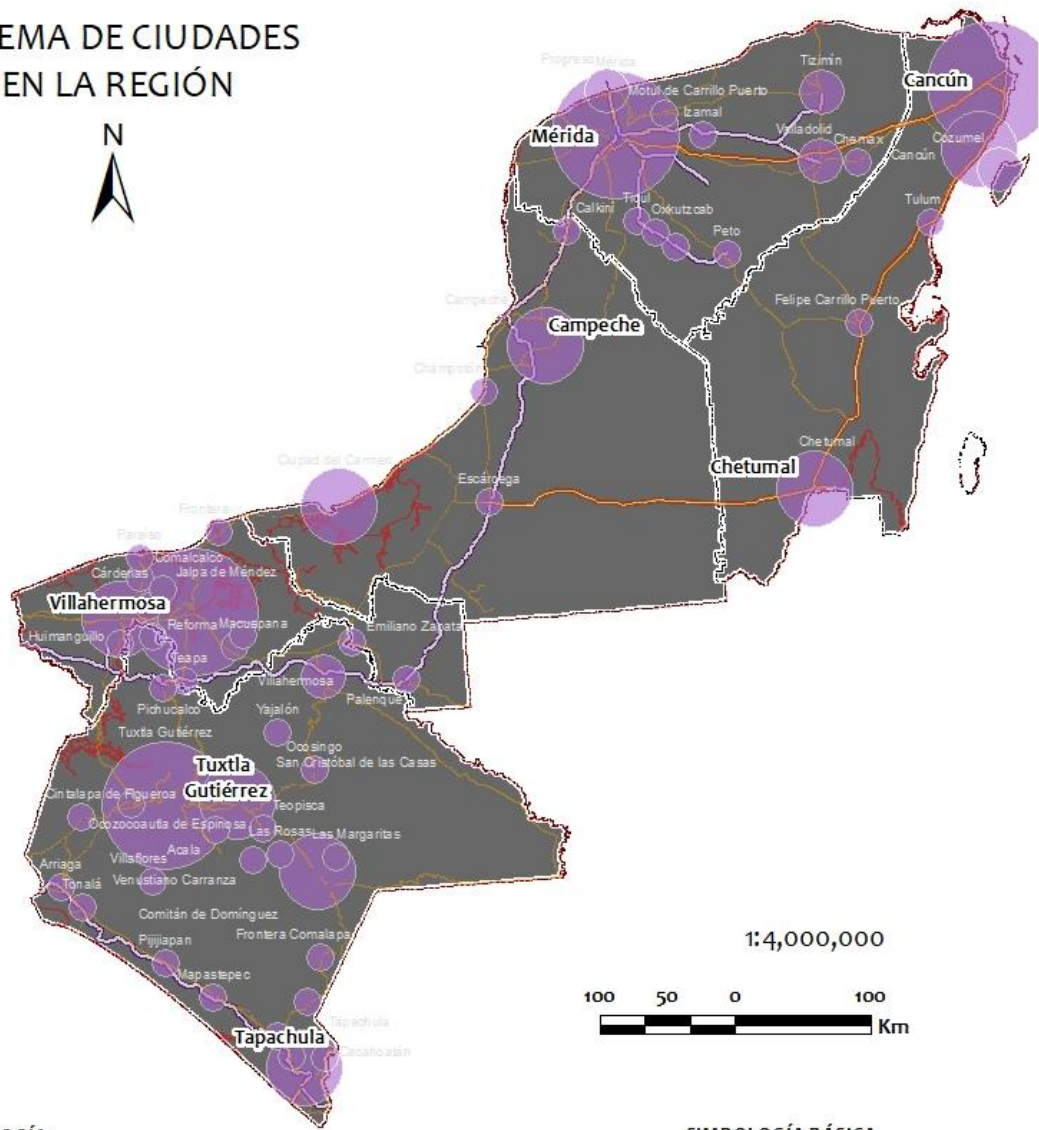 EMA DE CIUDADES
EN LA REGIÓN
N
Progreso
Mérida
Motul de Carrillo Puerto
Izamal
Tizimín
Cancún
Mérida
Valladolid
Chemax
Cozumel
Cancún
Calkiní
Ticul
Oxkutzcab
Peto
Tulum
Campeche
Campeche
Felipe Carrillo Puerto
Champotón
Chetumal
Chetumal
Ciudad del Carmen
Escárcega
Frontera
Paraíso
Comalcalco
Cárdenas
Jalpa de Méndez
Villahermosa
Reforma
Macuspana
Emiliano Zapata
Huimanguillo
Teapa
Villahermosa
Palenque
Pichucalco
Yajalón
Tuxtla Gutiérrez
Ocosingo
Tuxtla
Gutiérrez
San Cristóbal de las Casas
Cintalapa de Figueroa
Teopisca
Ocozocoautla de Espinosa
Las Rosas
Las Margaritas
Acala
Villaflores
Arriaga
Tonalá
Venustiano Carranza
Comitán de Domínguez
Pijijiapan
Frontera Comalapa
Mapastepec
Tapachula
Tapachula
Cacahoatán
1:4,000,000
100 50 0 100
Km